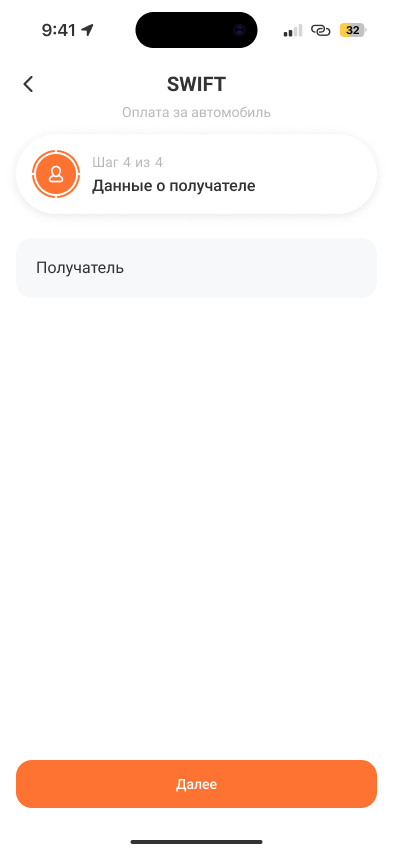 9:41
32
SWIFT
Оплата за автомобиль
Шаг 4 из 4
Данные о получателе
Получатель
Далее